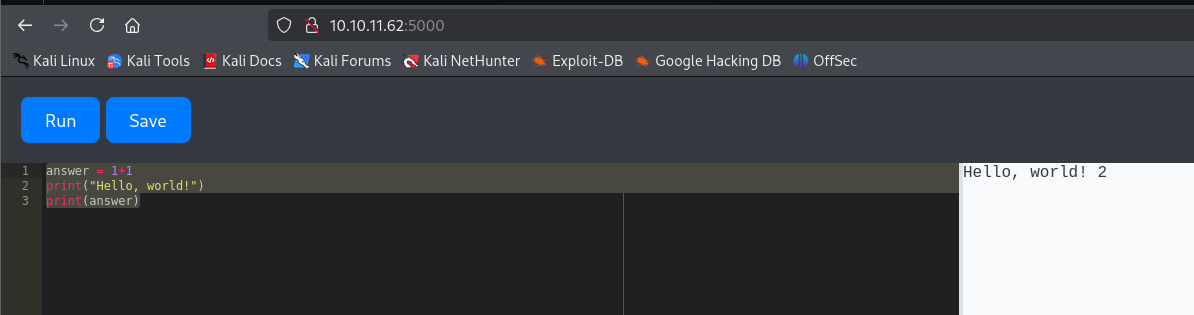 10.10.11.62:5000
Kali Linux Kali Tools Kali Docs Kali Forums Kali NetHunter Exploit-DB Google Hacking DB OffSec
Run Save
1 answer = 1+1
2 print("Hello, world!")
3 print(answer)
Hello, world! 2